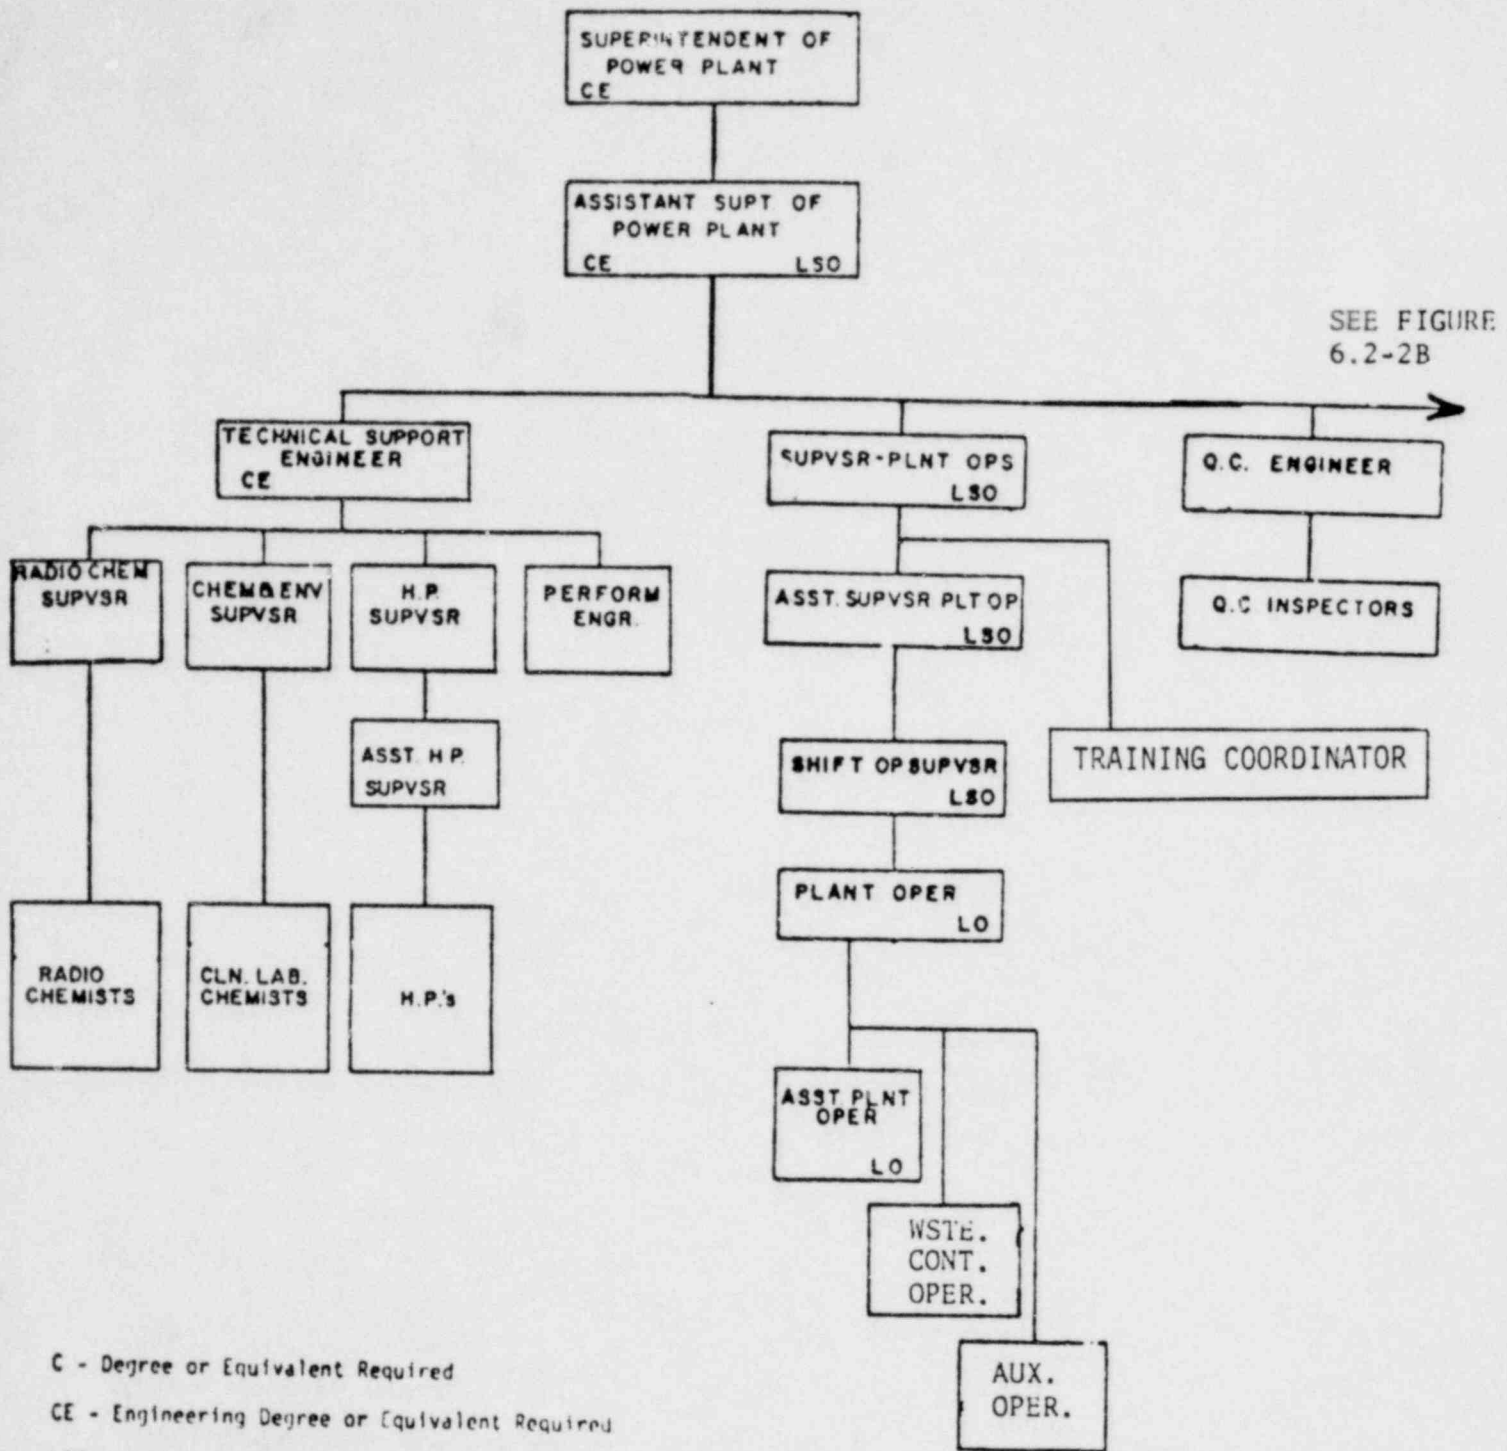 SUPERINTENDENT OF
POWER PLANT
CE
ASSISTANT SUPT OF
POWER PLANT
CE LSO
SEE FIGURE
6.2-2B
TECHNICAL SUPPORT
ENGINEER
CE
SUPVSR-PLNT OPS
LSO
Q.C. ENGINEER
RADIO CHEM
SUPVSR
CHEM & ENV
SUPVSR
H.P.
SUPVSR
PERFORM
ENGR.
ASST. SUPVSR PLT OP
LSO
Q.C INSPECTORS
ASST. H.P.
SUPVSR
SHIFT OP SUPVSR
LSO
TRAINING COORDINATOR
PLANT OPER
LO
RADIO
CHEMISTS
CLN. LAB.
CHEMISTS
H.P.'s
ASST. PLNT
OPER
LO
WSTE.
CONT.
OPER.
AUX.
OPER.
C - Degree or Equivalent Required
CE - Engineering Degree or Equivalent Required